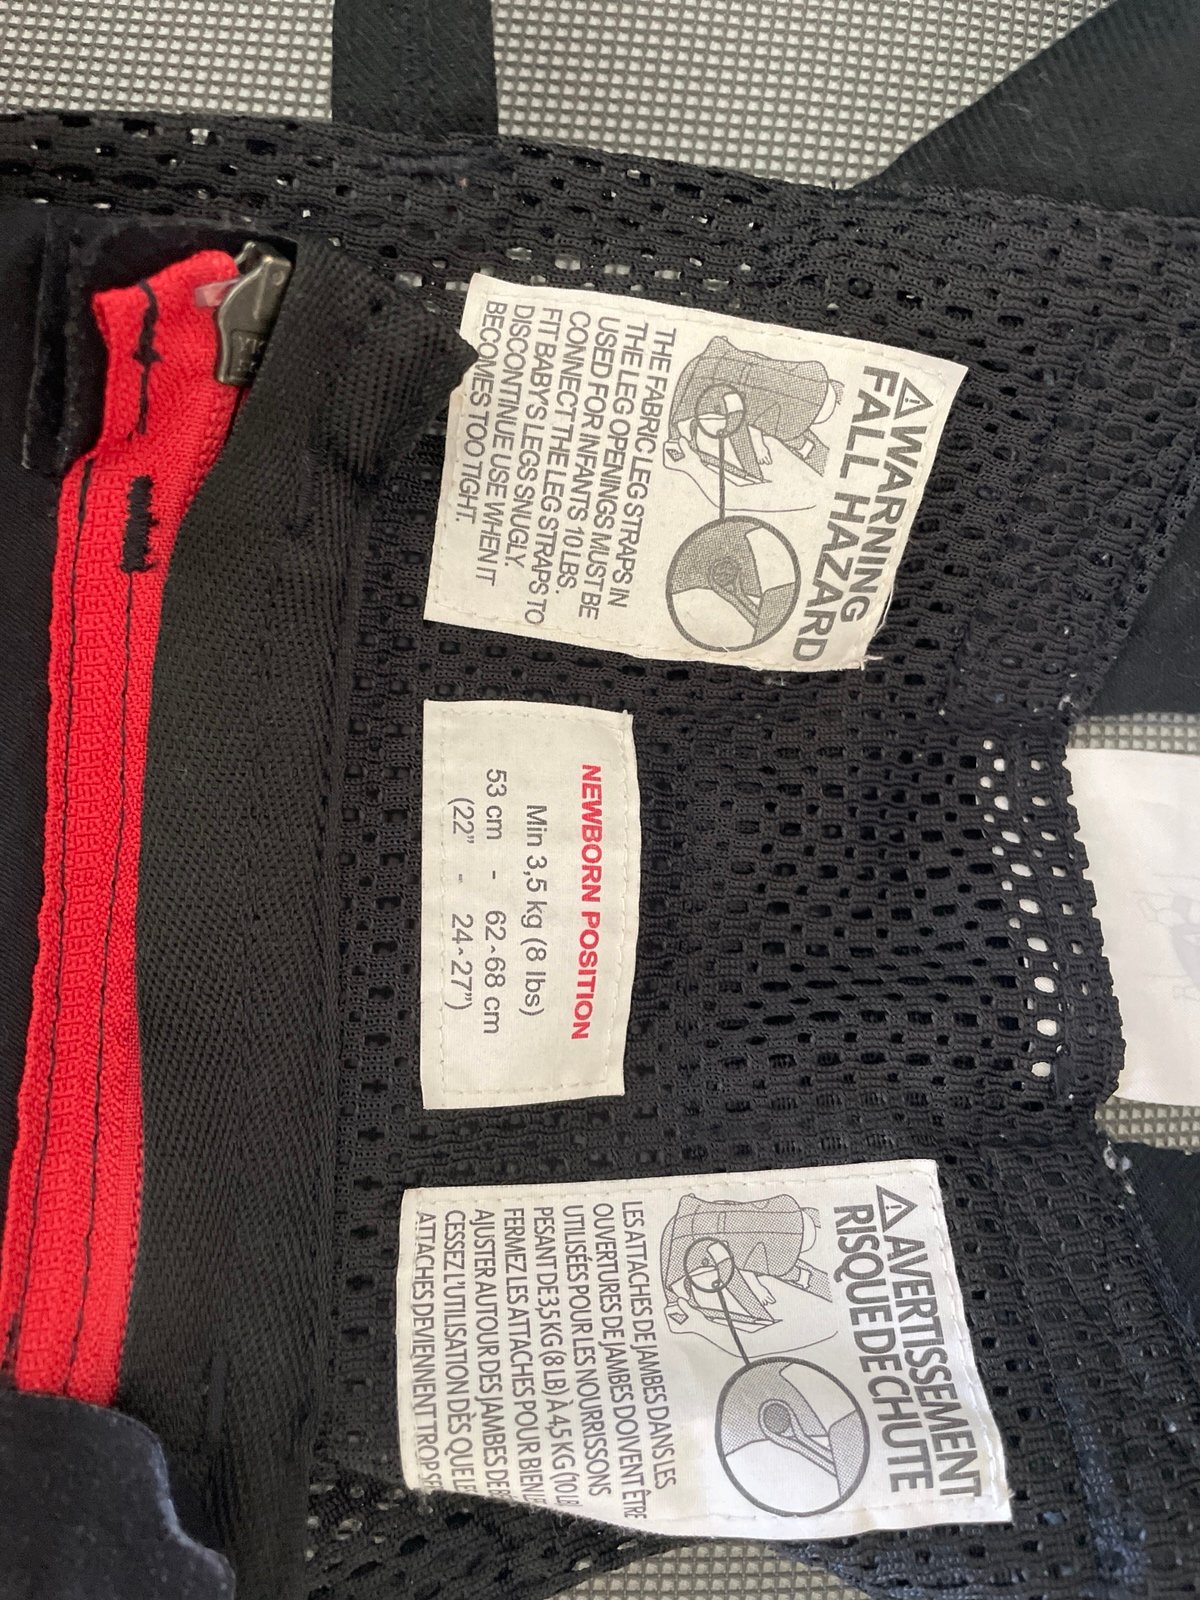 ⚠WARNING
FALL HAZARD
THE FABRIC LEG STRAPS IN
THE LEG OPENINGS MUST BE
USED FOR INFANTS 10 LBS.
CONNECT THE LEG STRAPS TO
FIT BABY'S LEGS SNUGLY.
DISCONTINUE USE WHEN IT
BECOMES TOO TIGHT.
NEWBORN POSITION
Min 3,5 kg (8 lbs)
53 cm - 62-68 cm
(22" - 24-27")
⚠AVERTISSEMENT
RISQUE DE CHUTE
LES ATTACHES DE JAMBES DANS LES
OUVERTURES DE JAMBES DOIVENT ÊTRE
UTILISÉES POUR LES NOURRISSONS
PESANT DE 3,5 KG (8 LB) À 4,5 KG (10 LB
FERMEZ LES ATTACHES POUR BIEN
AJUSTER AUTOUR DES JAMBES DE
CESSEZ L'UTILISATION DÈS QUE
ATTACHES DEVIENNENT TROP